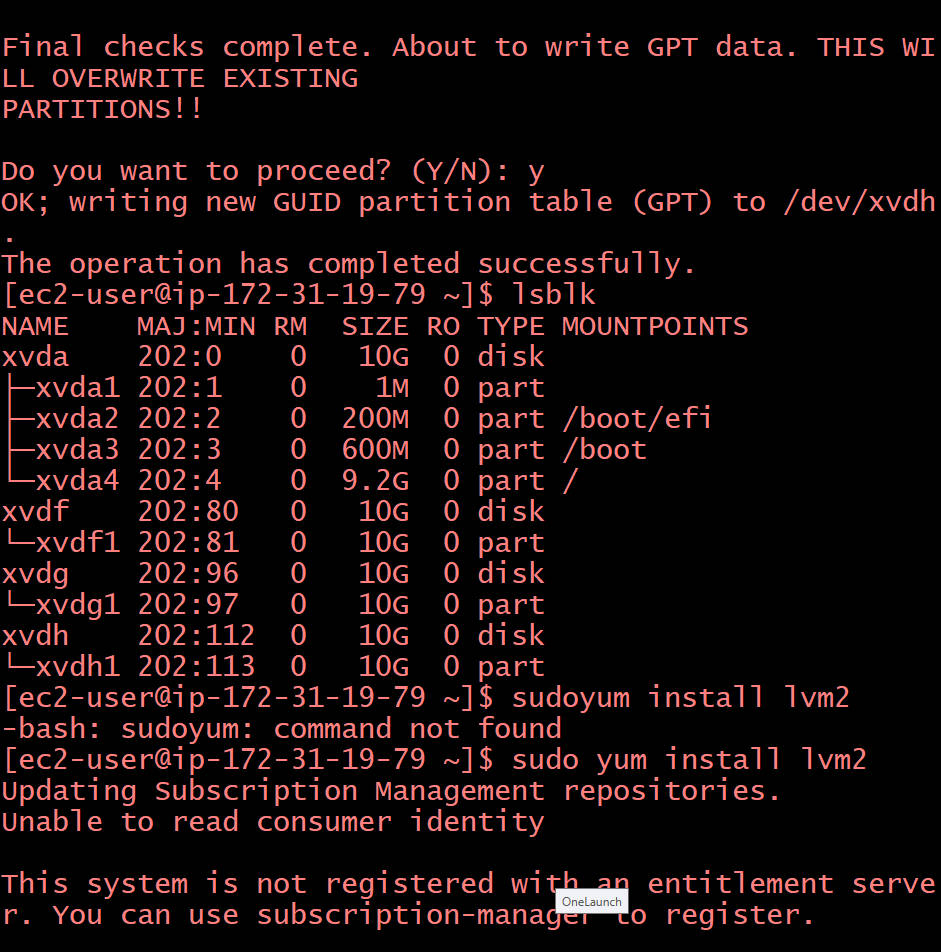 Final checks complete. About to write GPT data. THIS WI
LL OVERWRITE EXISTING
PARTITIONS!!
Do you want to proceed? (Y/N): y
OK; writing new GUID partition table (GPT) to /dev/xvdh
.
The operation has completed successfully.
[ec2-user@ip-172-31-19-79 ~]$ lsblk
NAME    MAJ:MIN RM  SIZE RO TYPE MOUNTPOINTS
xvda    202:0    0   10G  0 disk
├─xvda1 202:1    0    1M  0 part
├─xvda2 202:2    0  200M  0 part /boot/efi
├─xvda3 202:3    0  600M  0 part /boot
└─xvda4 202:4    0  9.2G  0 part /
xvdf    202:80   0   10G  0 disk
└─xvdf1 202:81   0   10G  0 part
xvdg    202:96   0   10G  0 disk
└─xvdg1 202:97   0   10G  0 part
xvdh    202:112  0   10G  0 disk
└─xvdh1 202:113  0   10G  0 part
[ec2-user@ip-172-31-19-79 ~]$ sudoyum install lvm2
-bash: sudoyum: command not found
[ec2-user@ip-172-31-19-79 ~]$ sudo yum install lvm2
Updating Subscription Management repositories.
Unable to read consumer identity
This system is not registered with an entitlement serve
r. You can use subscription-manager to register.
OneLaunch